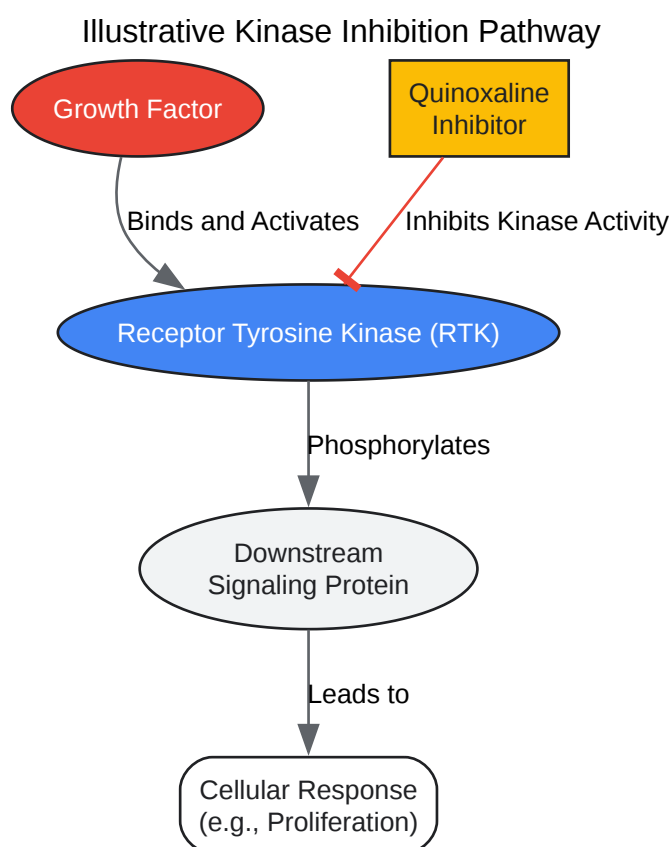 Illustrative Kinase Inhibition Pathway
Growth Factor
Quinoxaline
Inhibitor
Binds and Activates
Inhibits Kinase Activity
Receptor Tyrosine Kinase (RTK)
Phosphorylates
Downstream
Signaling Protein
Leads to
Cellular Response
(e.g., Proliferation)